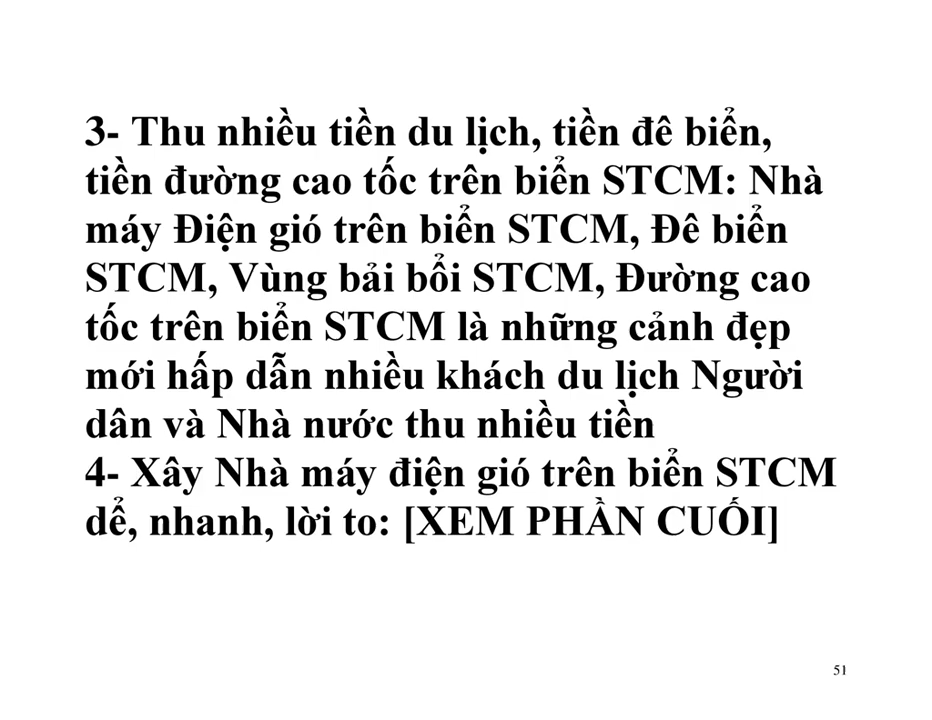 3- Thu nhiều tiền du lịch, tiền đê biển,
tiền đường cao tốc trên biển STCM: Nhà
máy Điện gió trên biển STCM, Đê biển
STCM, Vùng bải bổi STCM, Đường cao
tốc trên biển STCM là những cảnh đẹp
mới hấp dẫn nhiều khách du lịch Người
dân và Nhà nước thu nhiều tiền
4- Xây Nhà máy điện gió trên biển STCM
dể, nhanh, lời to: [XEM PHẦN CUỐI]
51